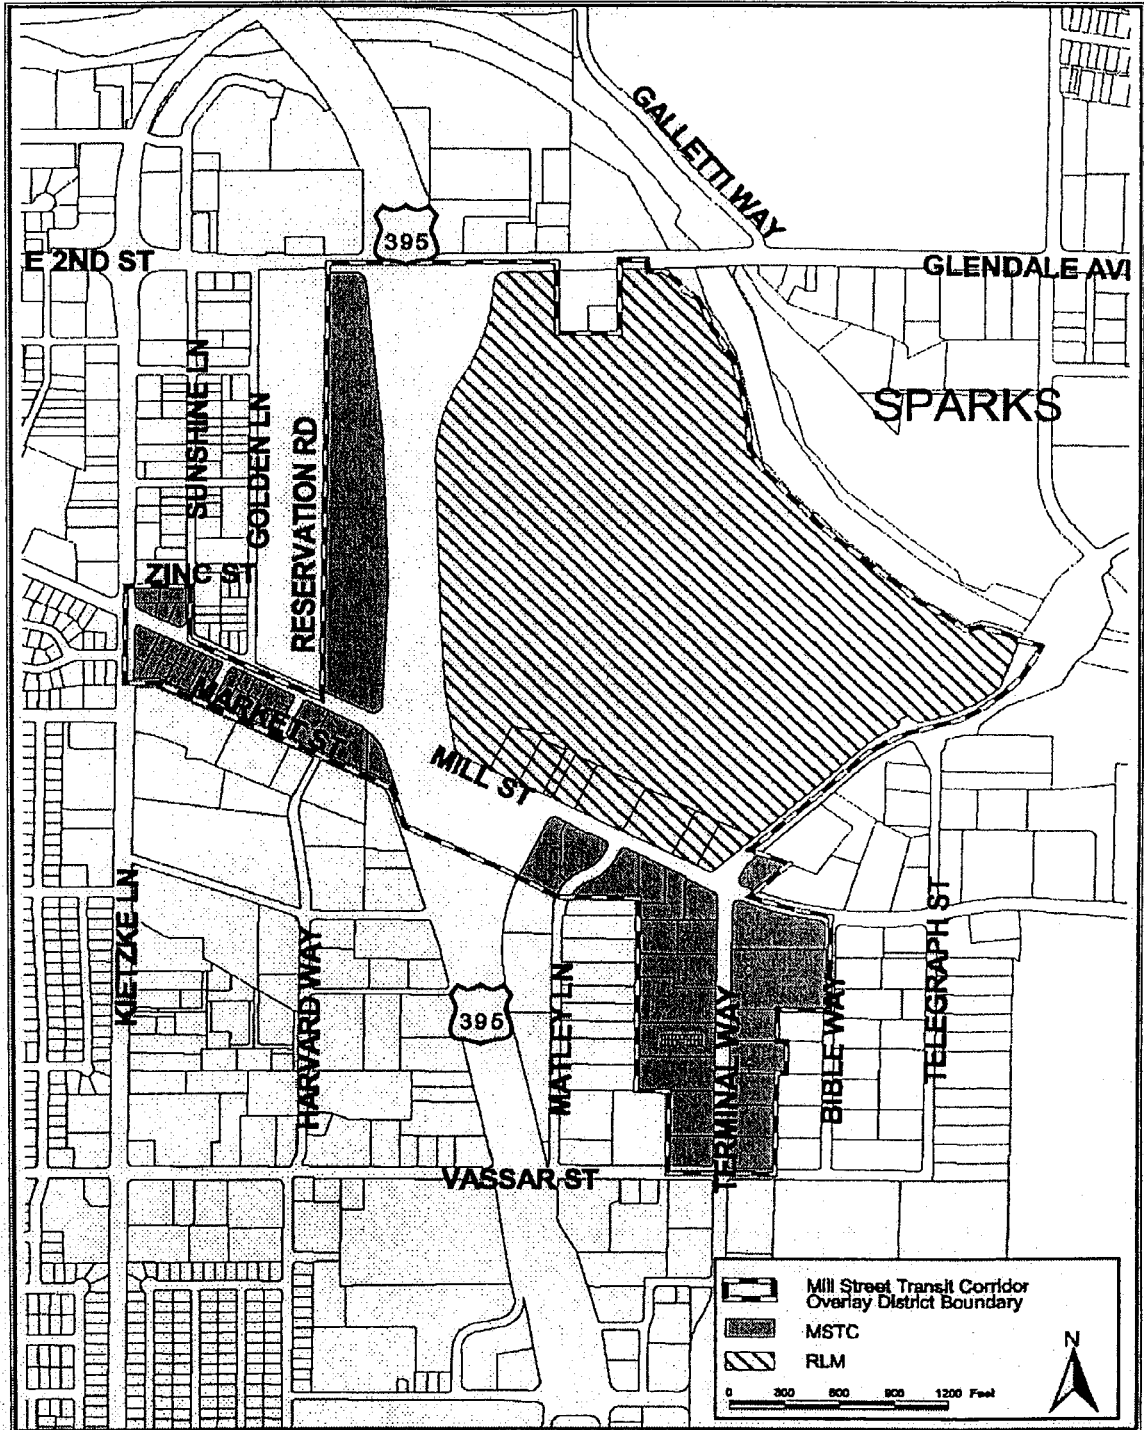 GALLETTI WAY
395
E 2ND ST
GLENDALE AVI
SPARKS
SUNSHINE LN
GOLDEN LN
RESERVATION RD
ZINC ST
MARKET ST
MILL ST
KIETZKE LN
HARVARD WAY
395
MATLEY LN
TERMINAL WAY
BIBLE WAY
TELEGRAPH ST
VASSAR ST
Mill Street Transit Corridor
Overlay District Boundary
MSTC
RLM
N
0 300 600 900 1200 Feet